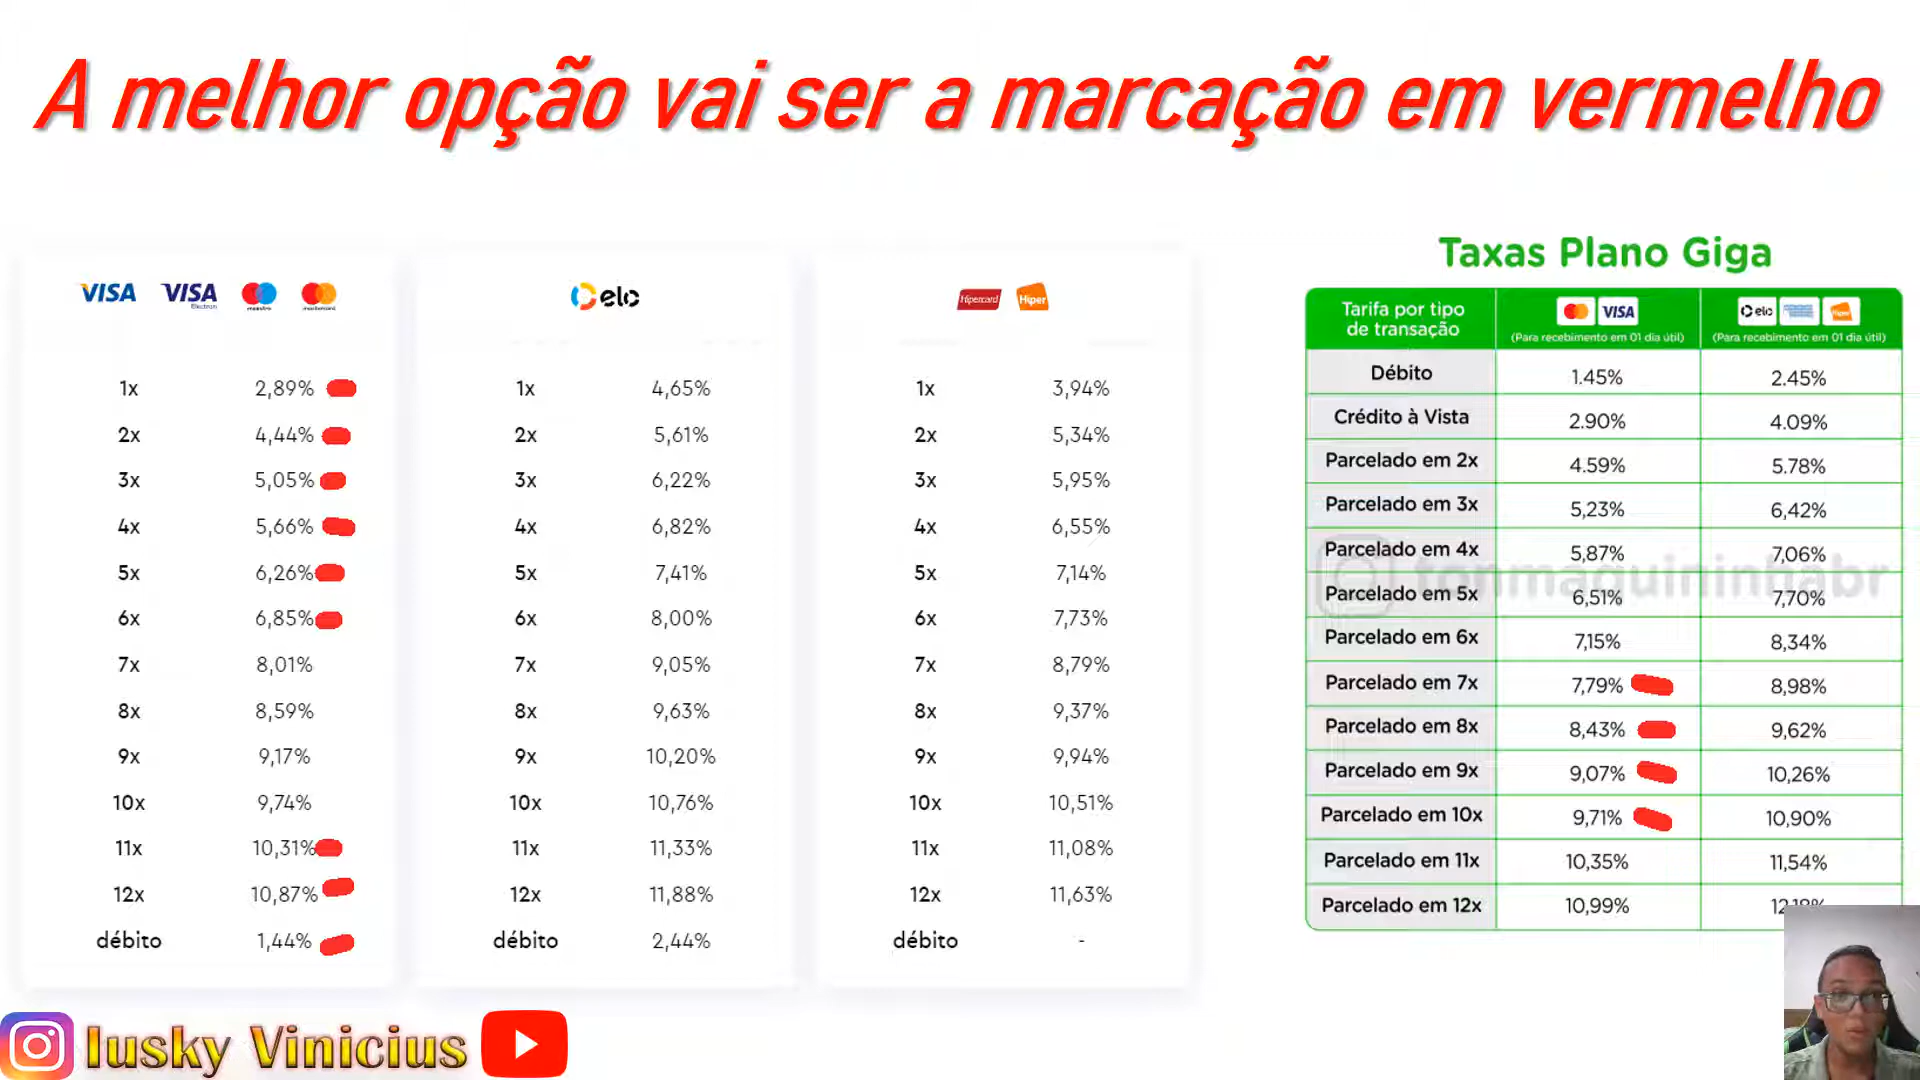 A melhor opção vai ser a marcação em vermelho
VISA VISA Electron maestro mastercard
1x 2,89%
2x 4,44%
3x 5,05%
4x 5,66%
5x 6,26%
6x 6,85%
7x 8,01%
8x 8,59%
9x 9,17%
10x 9,74%
11x 10,31%
12x 10,87%
débito 1,44%
elo
1x 4,65%
2x 5,61%
3x 6,22%
4x 6,82%
5x 7,41%
6x 8,00%
7x 9,05%
8x 9,63%
9x 10,20%
10x 10,76%
11x 11,33%
12x 11,88%
débito 2,44%
Hipercard Hiper
1x 3,94%
2x 5,34%
3x 5,95%
4x 6,55%
5x 7,14%
6x 7,73%
7x 8,79%
8x 9,37%
9x 9,94%
10x 10,51%
11x 11,08%
12x 11,63%
débito -
Taxas Plano Giga
Tarifa por tipo
de transação
VISA
(Para recebimento em 01 dia útil)
elo
(Para recebimento em 01 dia útil)
Débito 1.45% 2.45%
Crédito à Vista 2.90% 4.09%
Parcelado em 2x 4.59% 5.78%
Parcelado em 3x 5,23% 6,42%
Parcelado em 4x 5,87% 7,06%
tonmaquininhabr
Parcelado em 5x 6,51% 7,70%
Parcelado em 6x 7,15% 8,34%
Parcelado em 7x 7,79% 8,98%
Parcelado em 8x 8,43% 9,62%
Parcelado em 9x 9,07% 10,26%
Parcelado em 10x 9,71% 10,90%
Parcelado em 11x 10,35% 11,54%
Parcelado em 12x 10,99%
Iusky Vinicius